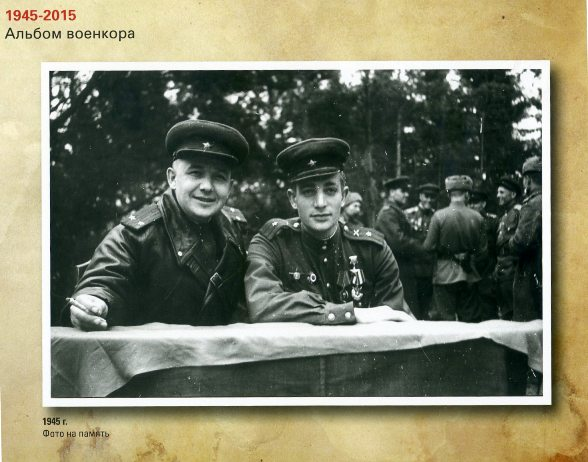 1945-2015
Альбом военкора
1945 г.
Фото на память